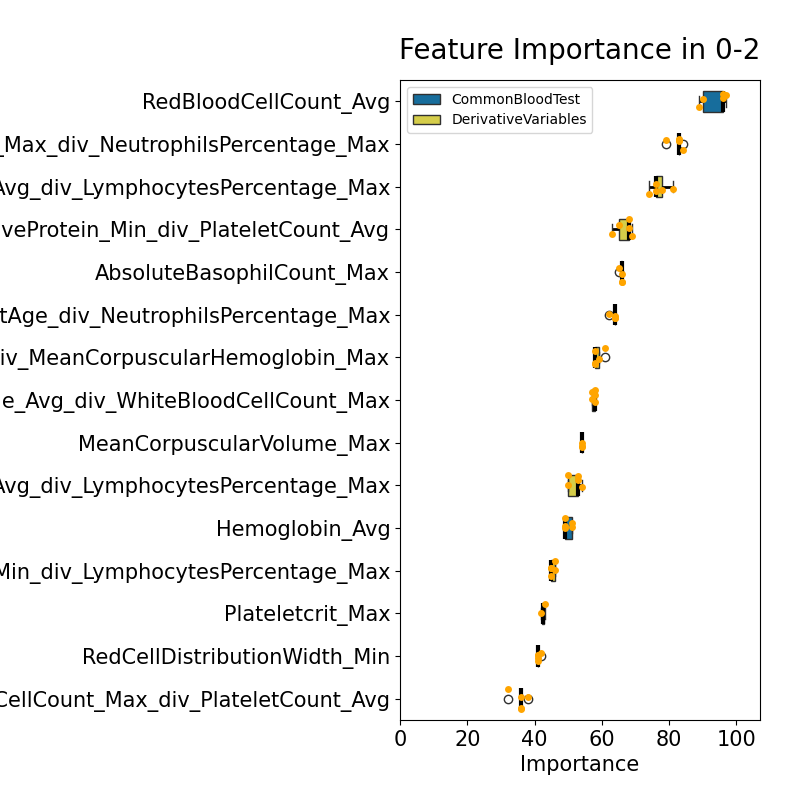 Feature Importance in 0-2
RedBloodCellCount_Avg
_Max_div_NeutrophilsPercentage_Max
Avg_div_LymphocytesPercentage_Max
veProtein_Min_div_PlateletCount_Avg
AbsoluteBasophilCount_Max
tAge_div_NeutrophilsPercentage_Max
iv_MeanCorpuscularHemoglobin_Max
e_Avg_div_WhiteBloodCellCount_Max
MeanCorpuscularVolume_Max
Avg_div_LymphocytesPercentage_Max
Hemoglobin_Avg
Min_div_LymphocytesPercentage_Max
Plateletcrit_Max
RedCellDistributionWidth_Min
CellCount_Max_div_PlateletCount_Avg
CommonBloodTest
DerivativeVariables
0 20 40 60 80 100
Importance